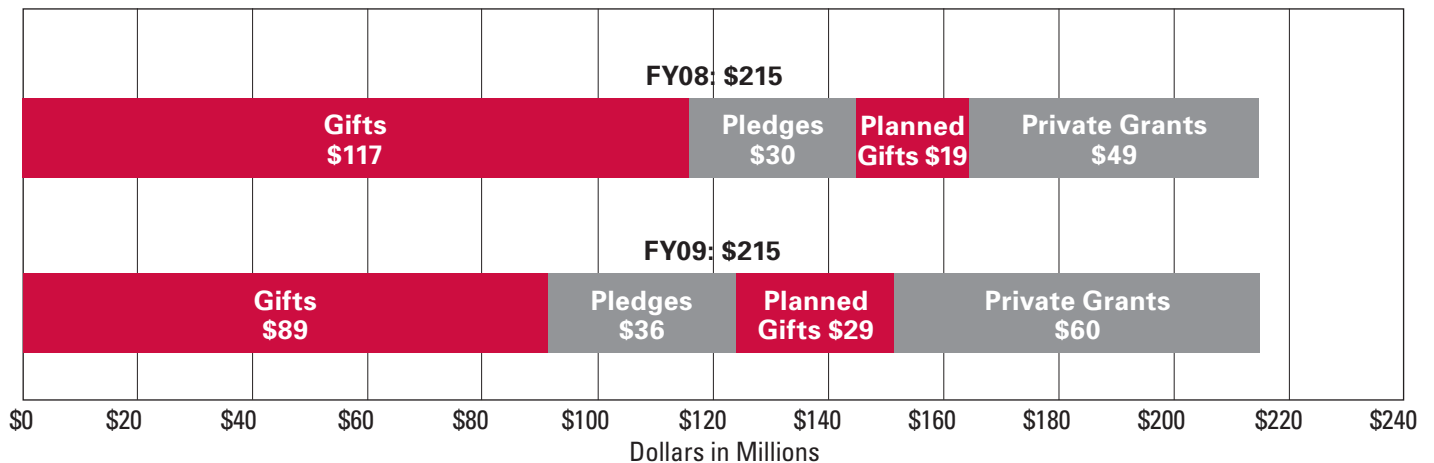 FY08: $215
Gifts
$117
Pledges
$30
Planned
Gifts $19
Private Grants
$49
FY09: $215
Gifts
$89
Pledges
$36
Planned
Gifts $29
Private Grants
$60
$0 $20 $40 $60 $80 $100 $120 $140 $160 $180 $200 $220 $240
Dollars in Millions